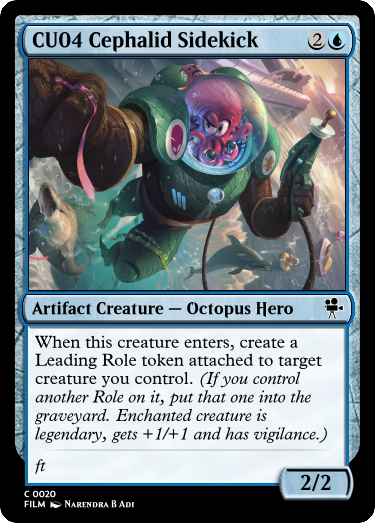 CU04 Cephalid Sidekick 2
Artifact Creature — Octopus Hero
When this creature enters, create a
Leading Role token attached to target
creature you control. (If you control
another Role on it, put that one into the
graveyard. Enchanted creature is
legendary, gets +1/+1 and has vigilance.)
ft
2/2
C 0020
FILM Narendra B Adi